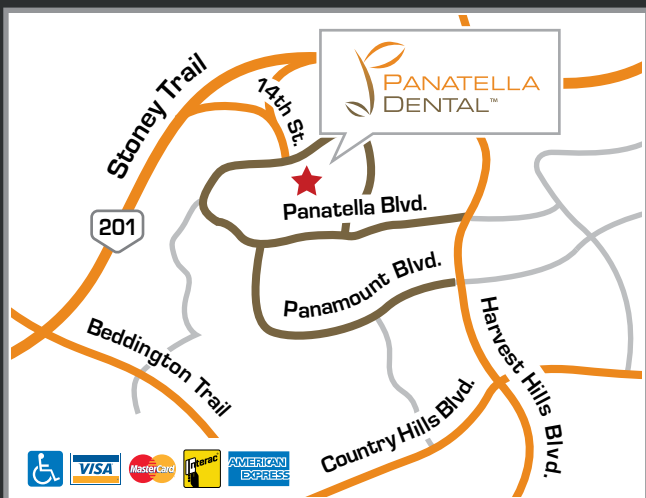 Stoney Trail
14th St.
PANATELLA
DENTAL™
201
Panatella Blvd.
Panamount Blvd.
Beddington Trail
Harvest Hills Blvd.
Country Hills Blvd.
VISA
MasterCard
Interac
AMERICAN
EXPRESS